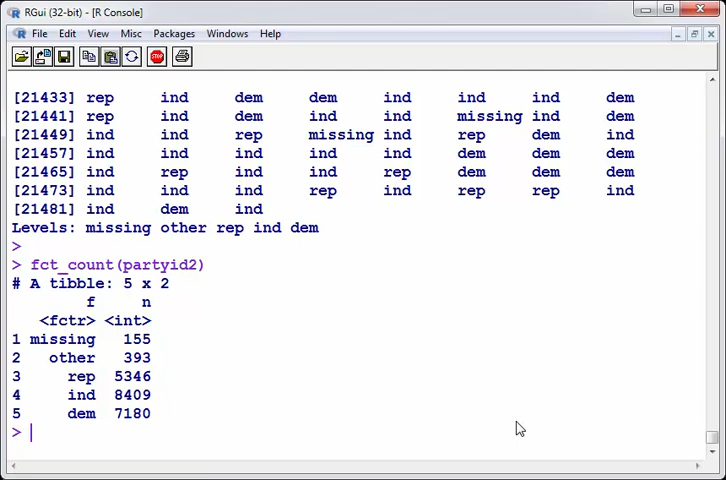 RGui (32-bit) - [R Console]
File Edit View Misc Packages Windows Help
STOP
[21433] rep ind dem dem ind ind ind dem
[21441] rep ind dem ind ind missing ind dem
[21449] ind ind rep missing ind rep dem ind
[21457] ind ind ind ind ind dem dem dem
[21465] ind rep ind ind rep dem dem dem
[21473] ind ind ind rep ind rep rep ind
[21481] ind dem ind
Levels: missing other rep ind dem
>
> fct_count(partyid2)
# A tibble: 5 x 2
f n
<fctr> <int>
1 missing 155
2 other 393
3 rep 5346
4 ind 8409
5 dem 7180
>